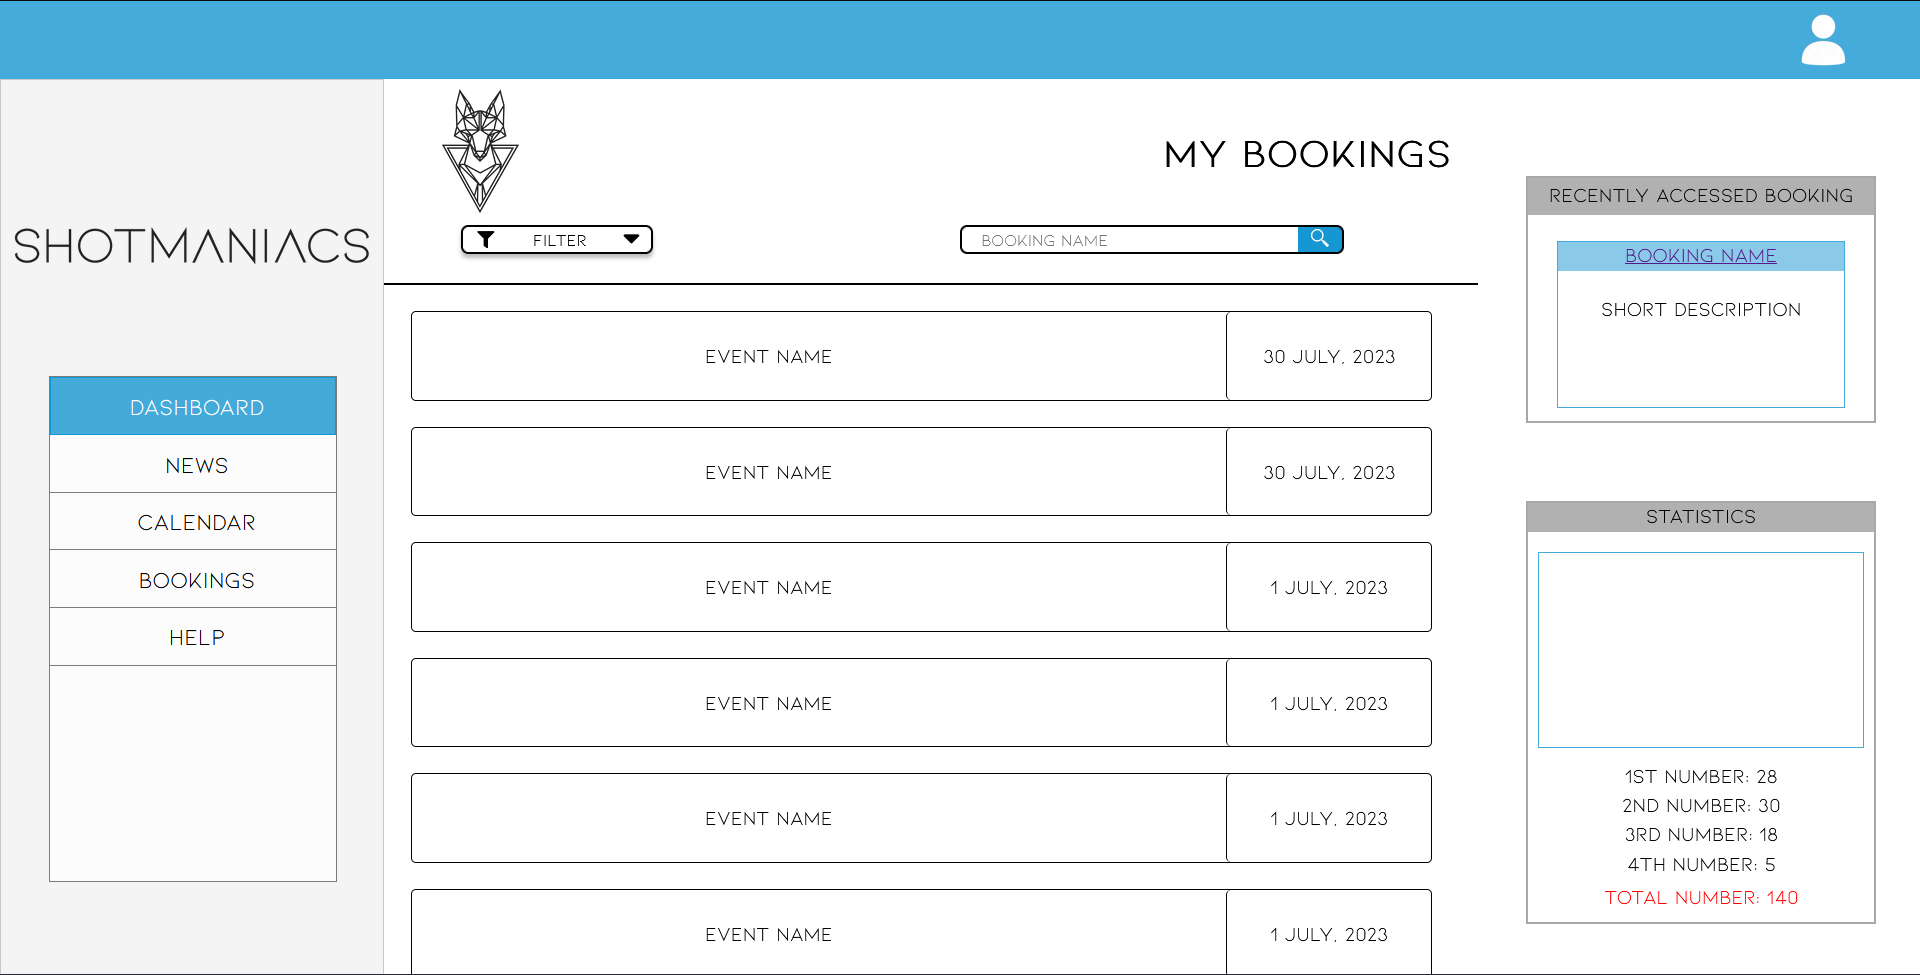 SHOTMANIACS
DASHBOARD
NEWS
CALENDAR
BOOKINGS
HELP
MY BOOKINGS
FILTER
BOOKING NAME
EVENT NAME 30 JULY, 2023
EVENT NAME 30 JULY, 2023
EVENT NAME 1 JULY, 2023
EVENT NAME 1 JULY, 2023
EVENT NAME 1 JULY, 2023
EVENT NAME 1 JULY, 2023
RECENTLY ACCESSED BOOKING
BOOKING NAME
SHORT DESCRIPTION
STATISTICS
1ST NUMBER: 28
2ND NUMBER: 30
3RD NUMBER: 18
4TH NUMBER: 5
TOTAL NUMBER: 140